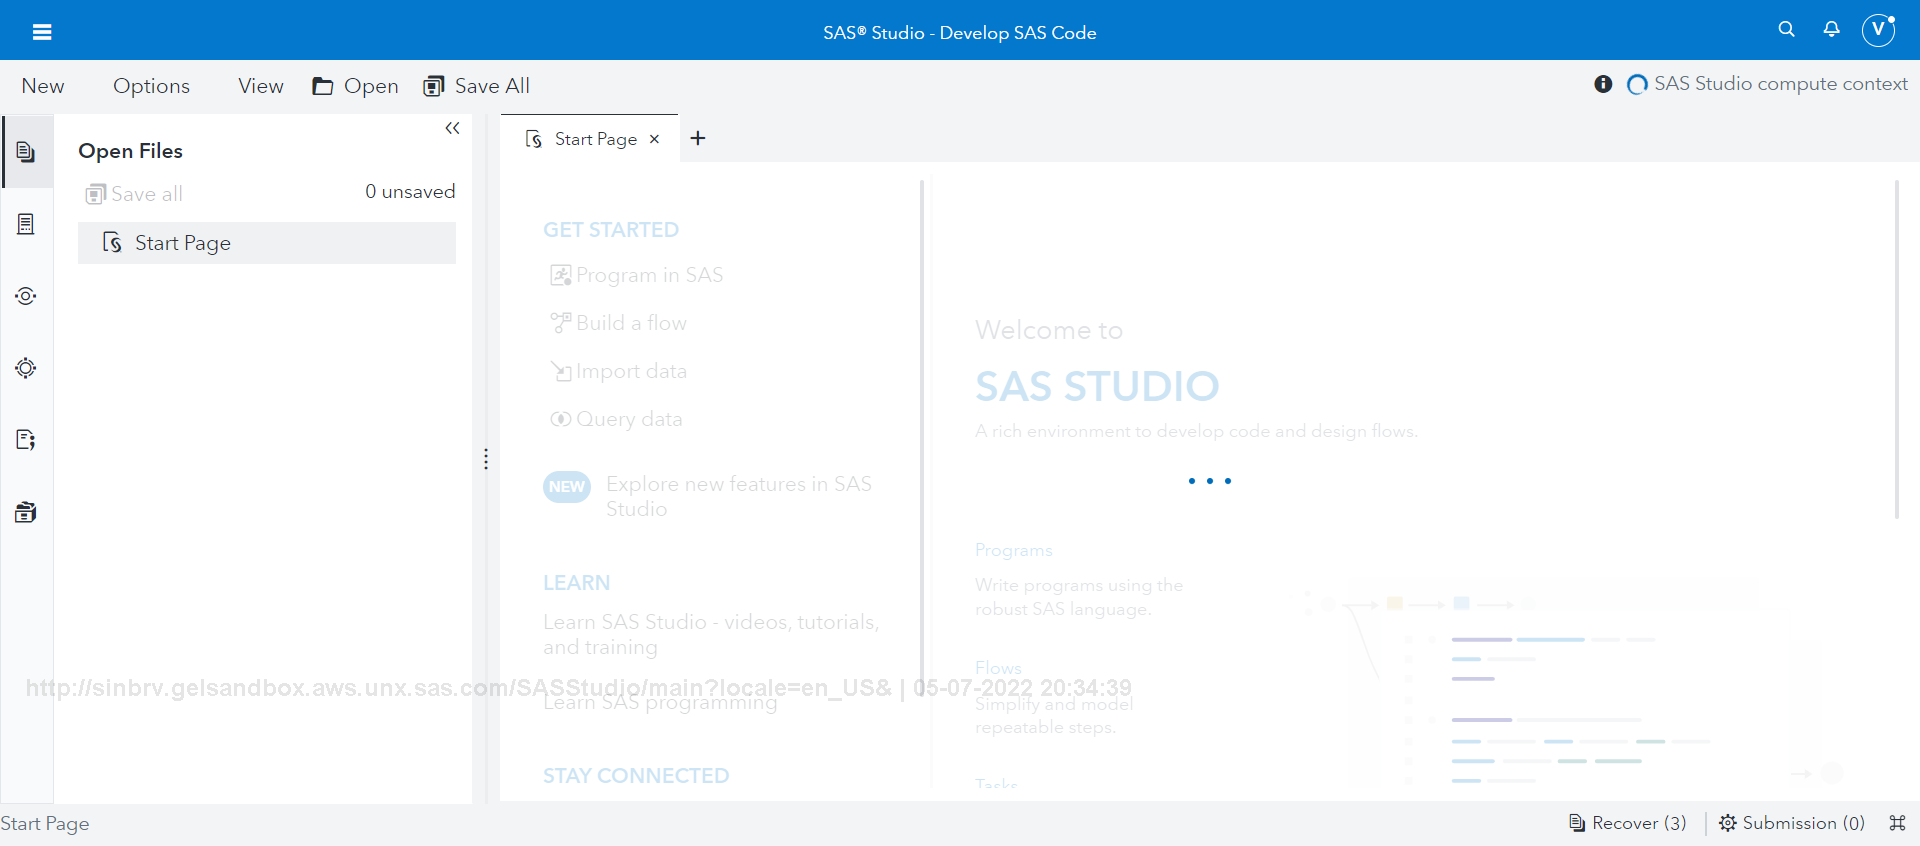 SAS® Studio - Develop SAS Code
V
New Options View Open Save All
SAS Studio compute context
Open Files
Save all
0 unsaved
Start Page
Start Page
GET STARTED
Program in SAS
Build a flow
Import data
Query data
NEW
Explore new features in SAS
Studio
LEARN
Learn SAS Studio - videos, tutorials,
and training
Learn SAS programming
STAY CONNECTED
Welcome to
SAS STUDIO
A rich environment to develop code and design flows.
Programs
Write programs using the
robust SAS language.
Flows
Simplify and model
repeatable steps.
Tasks
http://sinbrv.gelsandbox.aws.unx.sas.com/SASStudio/main?locale=en_US& | 05-07-2022 20:34:39
Start Page
Recover (3)
Submission (0)